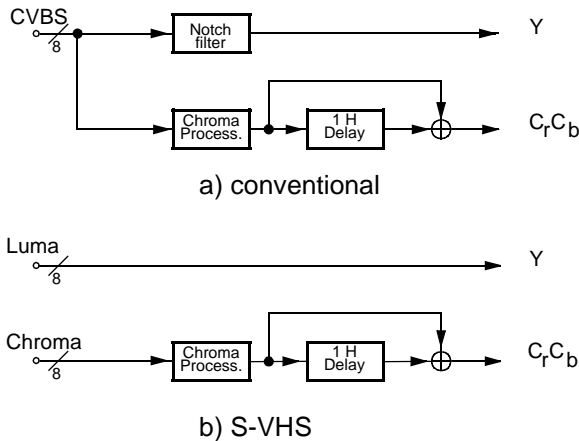 CVBS
8
Notch
filter
Y
Chroma
Process.
1 H
Delay
CrCb
a) conventional
Luma
8
Y
Chroma
8
Chroma
Process.
1 H
Delay
CrCb
b) S-VHS